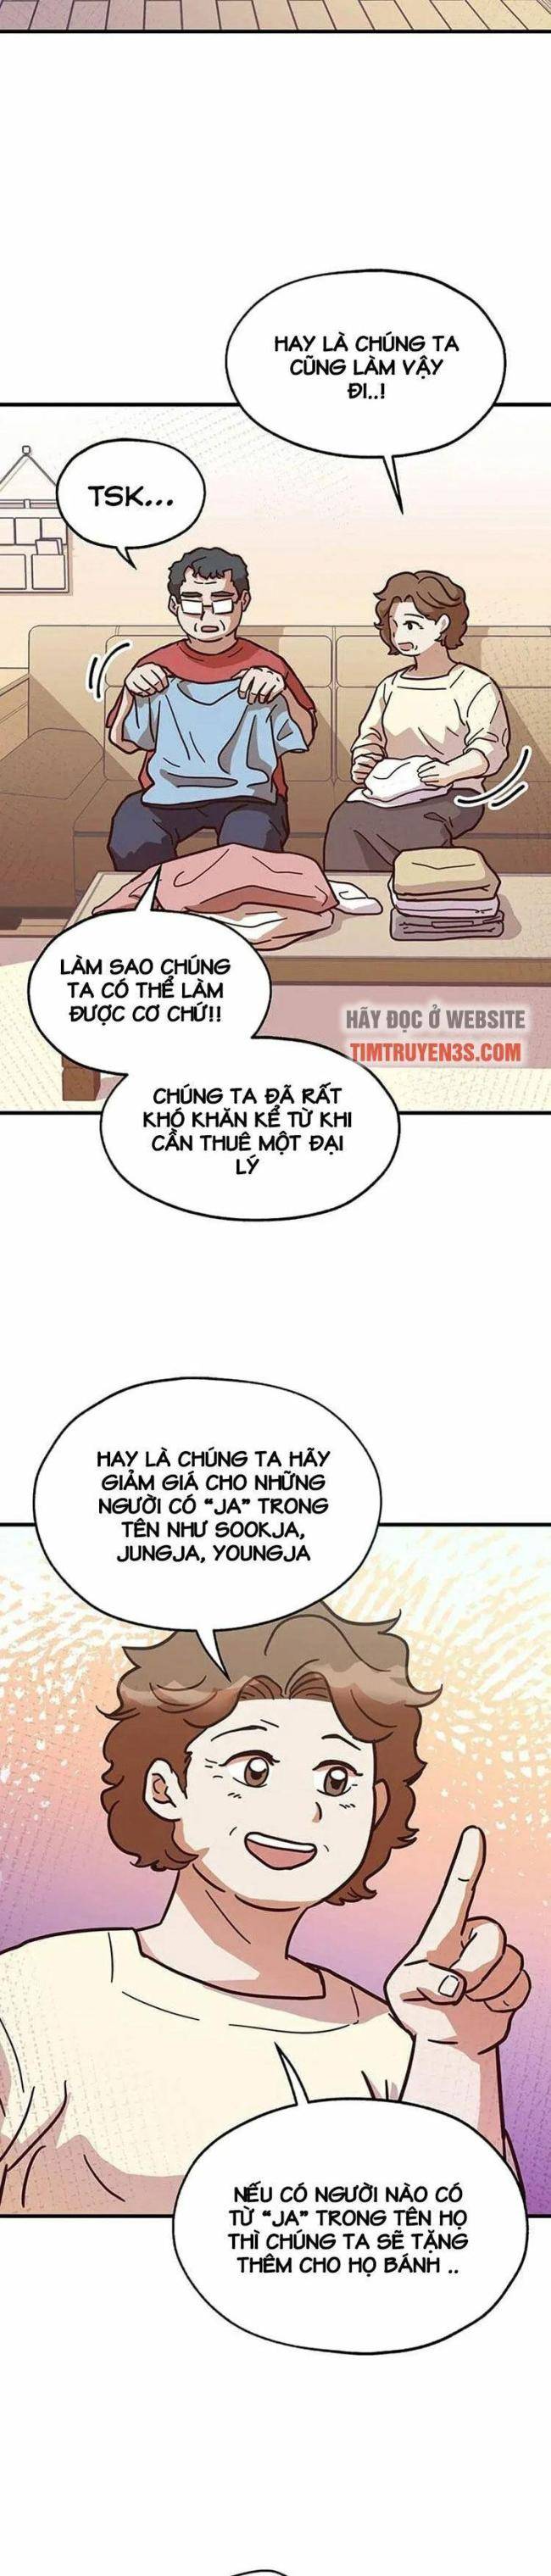 HAY LÀ CHÚNG TA
CŨNG LÀM VẬY
ĐI..!
TSK...
LÀM SAO CHÚNG
TA CÓ THỂ LÀM
ĐƯỢC CƠ CHỨ!!
HÃY ĐỌC Ở WEBSITE
TIMTRUYEN3S.COM
CHÚNG TA ĐÃ RẤT
KHÓ KHĂN KỂ TỪ KHI
CẦN THUÊ MỘT ĐẠI
LÝ
HAY LÀ CHÚNG TA HÃY
GIẢM GIÁ CHO NHỮNG
NGƯỜI CÓ "JA" TRONG
TÊN NHƯ SOOKJA,
JUNGJA, YOUNGJA
NẾU CÓ NGƯỜI NÀO CÓ
TỪ "JA" TRONG TÊN HỌ
THÌ CHÚNG TA SẼ TẶNG
THÊM CHO HỌ BÁNH ..